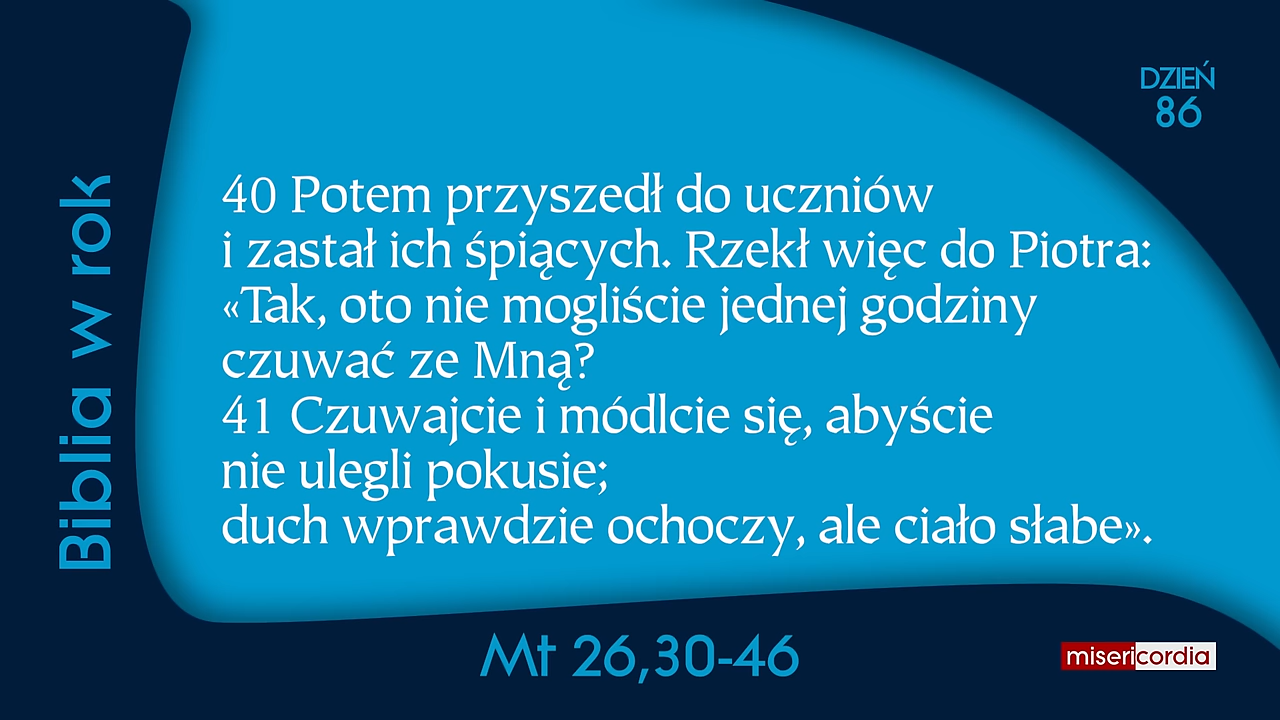 Biblia w rok
DZIEŃ
86
40 Potem przyszedł do uczniów
i zastał ich śpiących. Rzekł więc do Piotra:
«Tak, oto nie mogliście jednej godziny
czuwać ze Mną?
41 Czuwajcie i módlcie się, abyście
nie ulegli pokusie;
duch wprawdzie ochoczy, ale ciało słabe».
Mt 26,30-46
misericordia